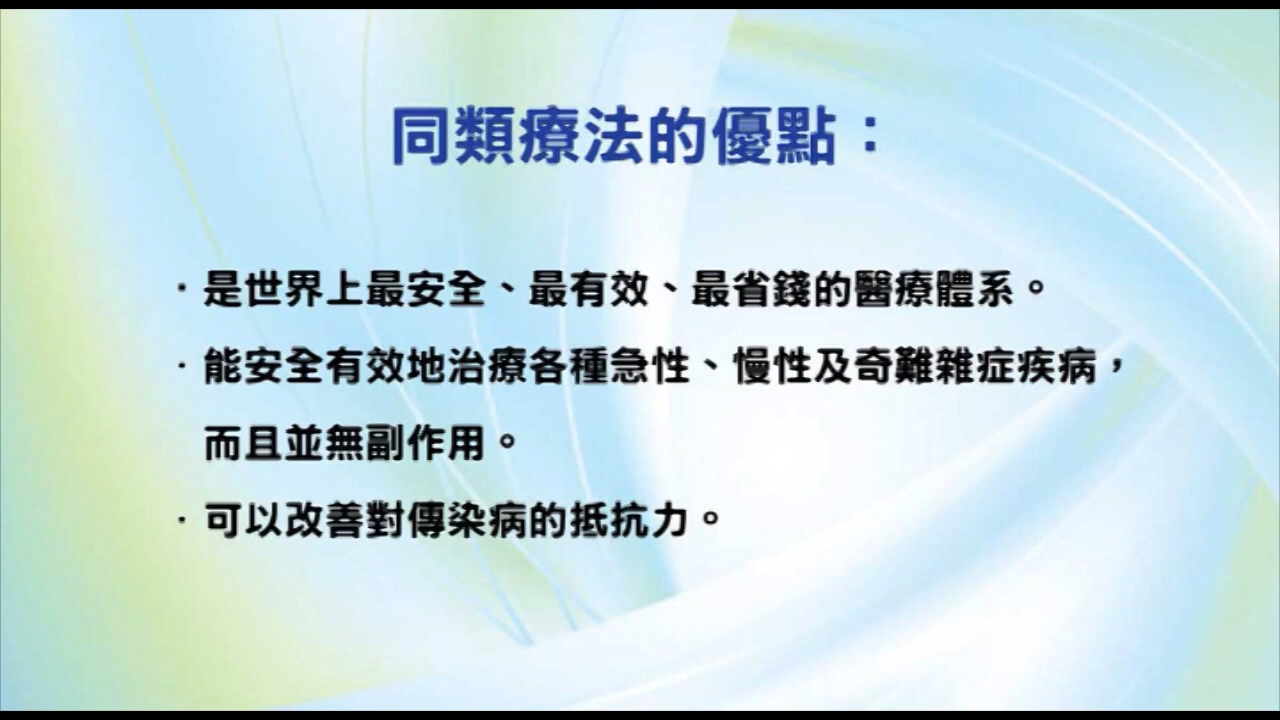 同類療法的優點：
·是世界上最安全、最有效、最省錢的醫療體系。
·能安全有效地治療各種急性、慢性及奇難雜症疾病，
而且並無副作用。
·可以改善對傳染病的抵抗力。